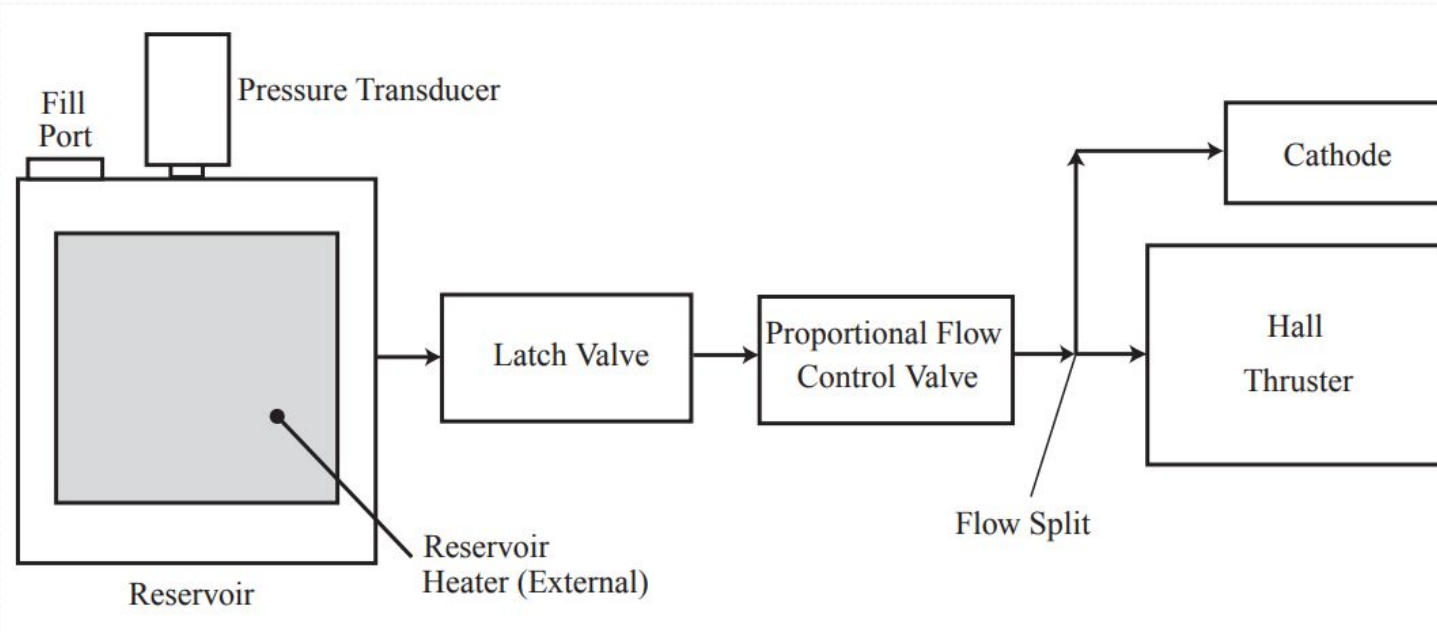 Fill
Port
Pressure Transducer
Cathode
Latch Valve
Proportional Flow
Control Valve
Hall
Thruster
Flow Split
Reservoir
Heater (External)
Reservoir